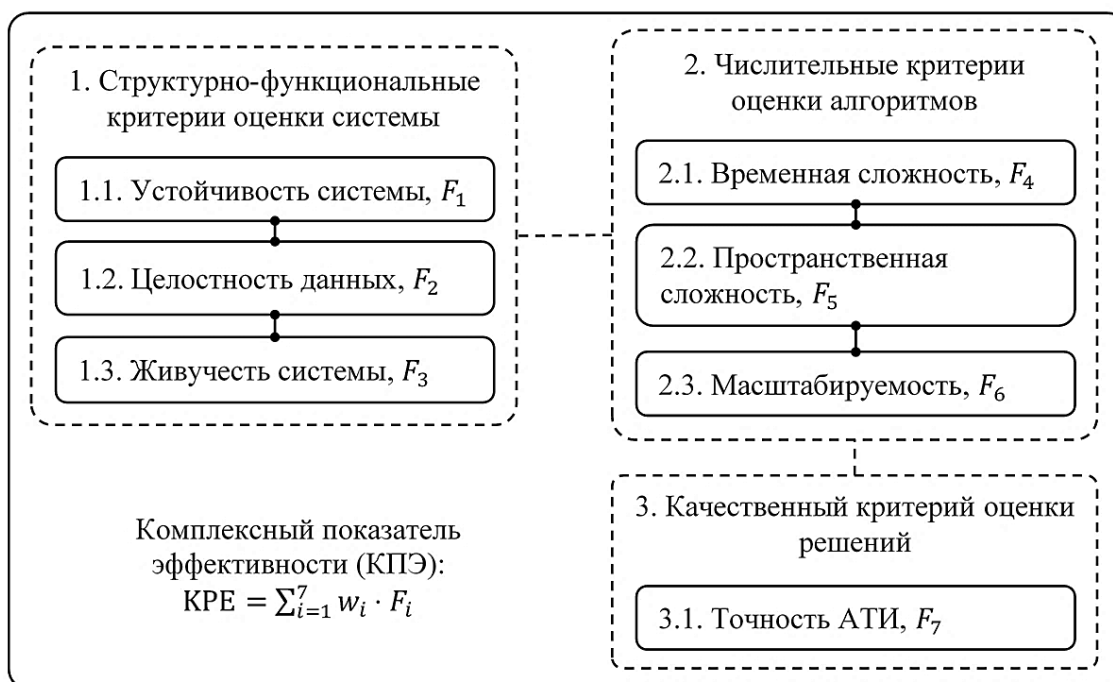 1. Структурно-функциональные
критерии оценки системы
1.1. Устойчивость системы, F₁
1.2. Целостность данных, F₂
1.3. Живучесть системы, F₃
2. Числительные критерии
оценки алгоритмов
2.1. Временная сложность, F₄
2.2. Пространственная
сложность, F₅
2.3. Масштабируемость, F₆
3. Качественный критерий оценки
решений
3.1. Точность АТИ, F₇
Комплексный показатель
эффективности (КПЭ):
KPE = ∑⁷ᵢ₌₁ wᵢ · Fᵢ